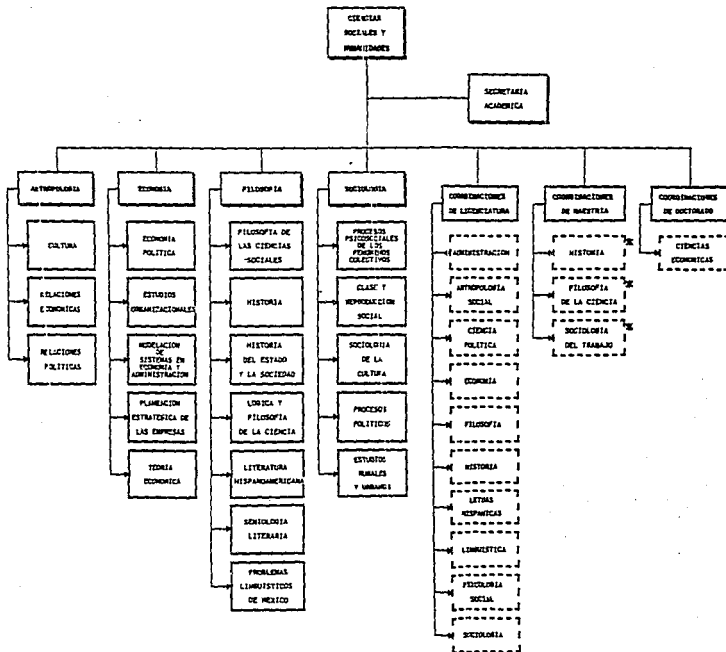 CIENCIAS
SOCIALES Y
HUMANIDADES
SECRETARIA
ACADEMICA
ANTROPOLOGIA
CULTURA
RELACIONES
ECONOMICAS
RELACIONES
POLITICAS
ECONOMIA
ECONOMIA
POLITICA
ESTUDIOS
ORGANIZACIONALES
MODELACION
DE
SISTEMAS EN
ECONOMIA Y
ADMINISTRACION
PLANEACION
ESTRATEGICA DE
LAS EMPRESAS
TEORIA
ECONOMICA
FILOSOFIA
FILOSOFIA DE
LAS CIENCIAS
-SOCIALES
HISTORIA
HISTORIA
DEL ESTADO
Y LA SOCIEDAD
LOGICA Y
FILOSOFIA
DE LA CIENCIA
LITERATURA
HISPANOAMERICANA
SEMIOLOGIA
LITERARIA
PROBLEMAS
LINGUISTICOS
DE MEXICO
SOCIOLOGIA
PROCESOS
PSICOSOCIALES
DE LOS
FENOMENOS
COLECTIVOS
CLASE Y
REPRODUCCION
SOCIAL
SOCIOLOGIA
DE LA
CULTURA
PROCESOS
POLITICOS
ESTUDIOS
RURALES
Y URBANOS
COORDINACIONES
DE LICENCIATURA
ADMINISTRACION
ANTROPOLOGIA
SOCIAL
CIENCIA
POLITICA
ECONOMIA
FILOSOFIA
HISTORIA
LETRAS
HISPANICAS
LINGUISTICA
PSICOLOGIA
SOCIAL
SOCIOLOGIA
COORDINACIONES
DE MAESTRIA
HISTORIA
FILOSOFIA
DE LA CIENCIA
SOCIOLOGIA
DEL TRABAJO
COORDINACIONES
DE DOCTORADO
CIENCIAS
ECONOMICAS